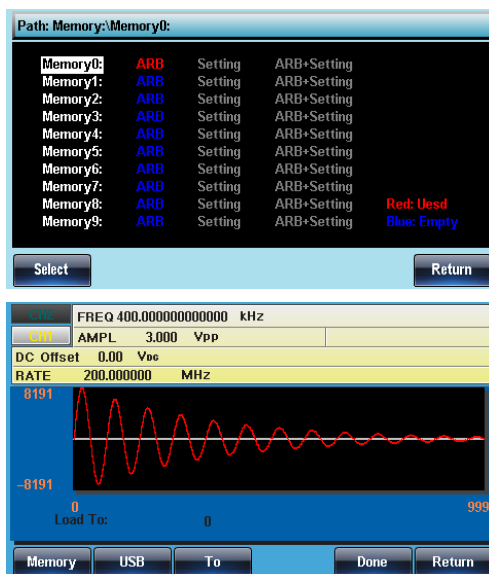 Path: Memory:\Memory0:
Memory0: ARB Setting ARB+Setting
Memory1: ARB Setting ARB+Setting
Memory2: ARB Setting ARB+Setting
Memory3: ARB Setting ARB+Setting
Memory4: ARB Setting ARB+Setting
Memory5: ARB Setting ARB+Setting
Memory6: ARB Setting ARB+Setting
Memory7: ARB Setting ARB+Setting
Memory8: ARB Setting ARB+Setting Red: Uesd
Memory9: ARB Setting ARB+Setting Blue: Empty
Select Return
CH2 FREQ 400.000000000000 kHz
CH1 AMPL 3.000 Vpp
DC Offset 0.00 VDC
RATE 200.000000 MHz
8191
-8191
0 999
Load To: 0
Memory USB To Done Return